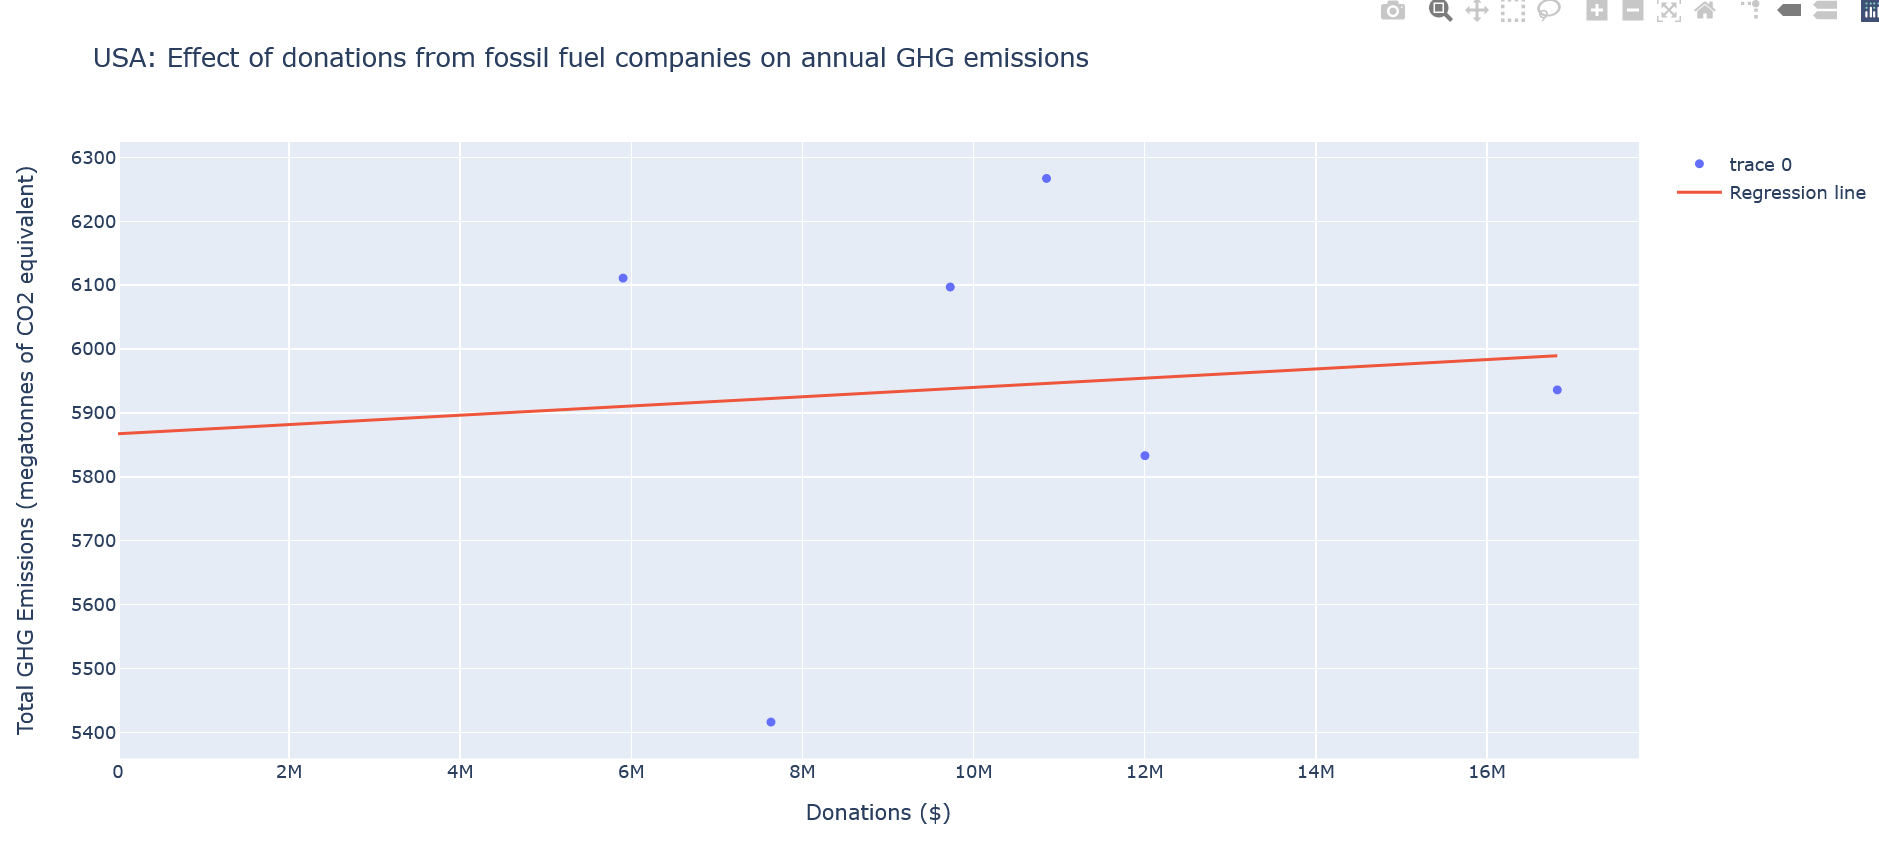 USA: Effect of donations from fossil fuel companies on annual GHG emissions
Total GHG Emissions (megatonnes of CO2 equivalent)
6300
6200
6100
6000
5900
5800
5700
5600
5500
5400
0 2M 4M 6M 8M 10M 12M 14M 16M
Donations ($)
trace 0
Regression line